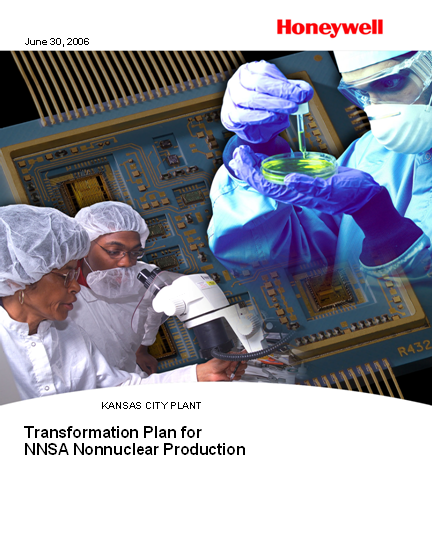 Honeywell
June 30, 2006
R432
KANSAS CITY PLANT
Transformation Plan for
NNSA Nonnuclear Production